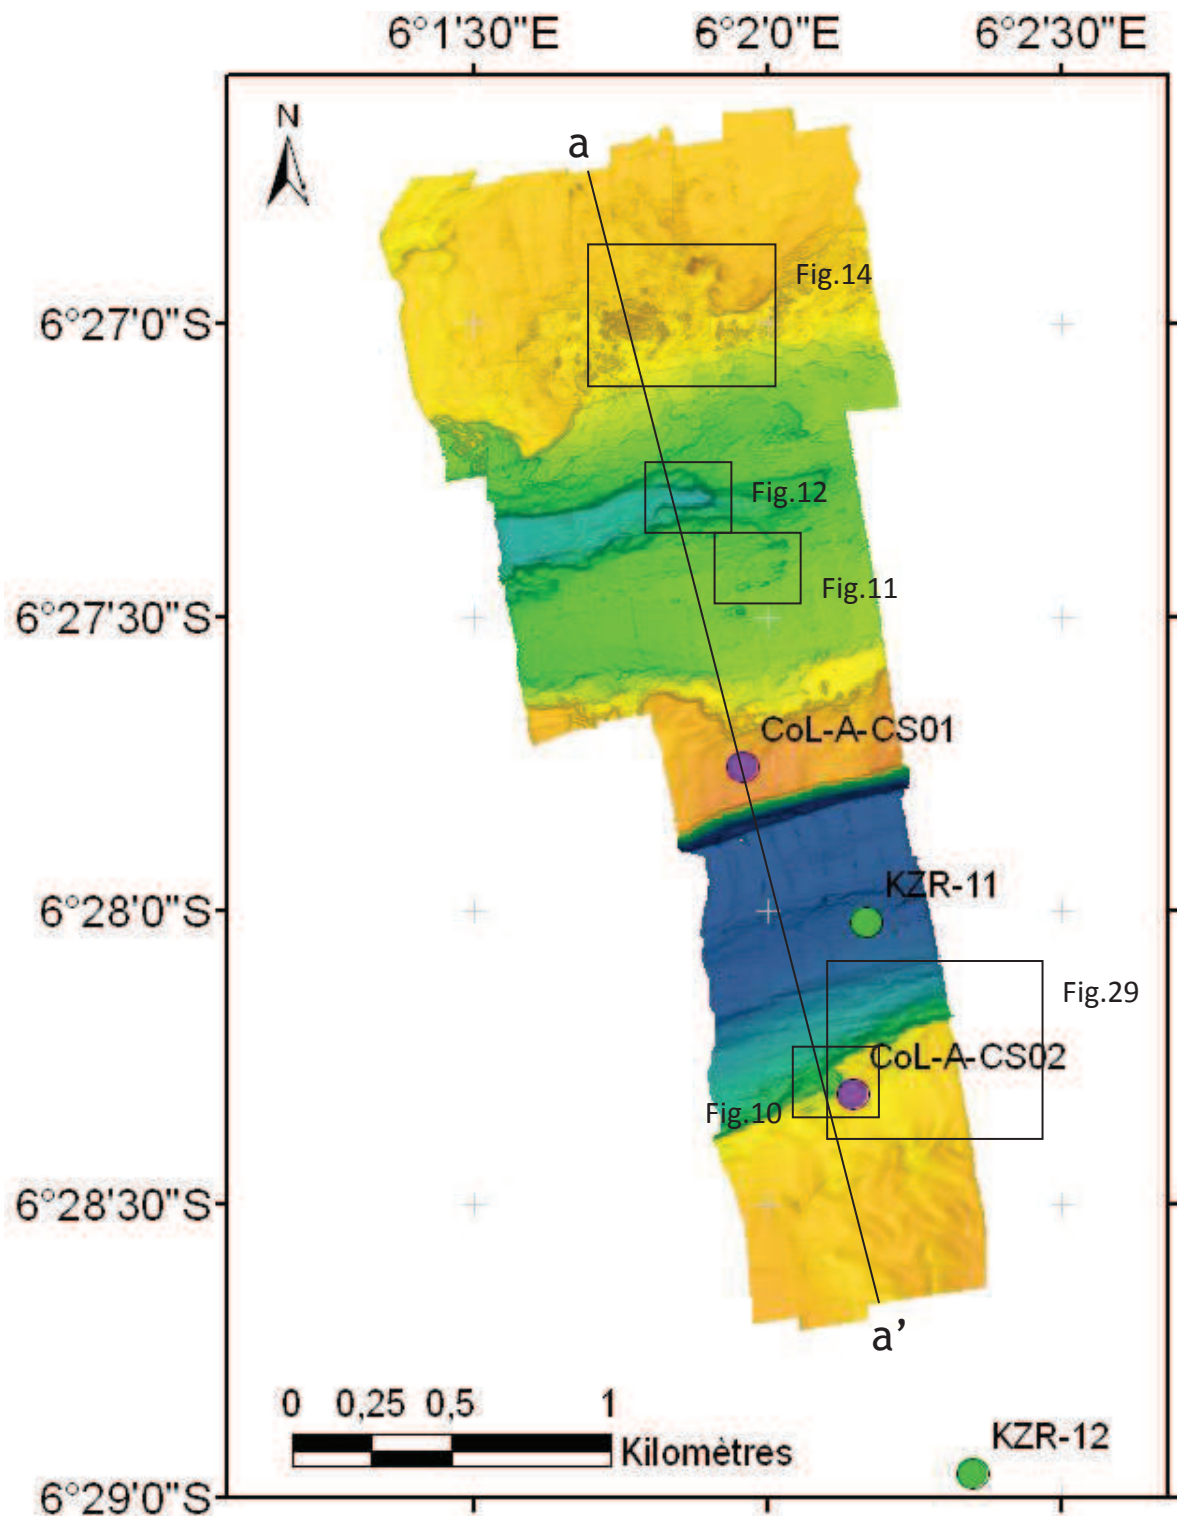 6°1'30"E 6°2'0"E 6°2'30"E
N
a
Fig.14
6°27'0"S
Fig.12
Fig.11
6°27'30"S
CoL-A-CS01
KZR-11
6°28'0"S
Fig.29
CoL-A-CS02
Fig.10
6°28'30"S
a’
0 0,25 0,5 1
Kilomètres
KZR-12
6°29'0"S